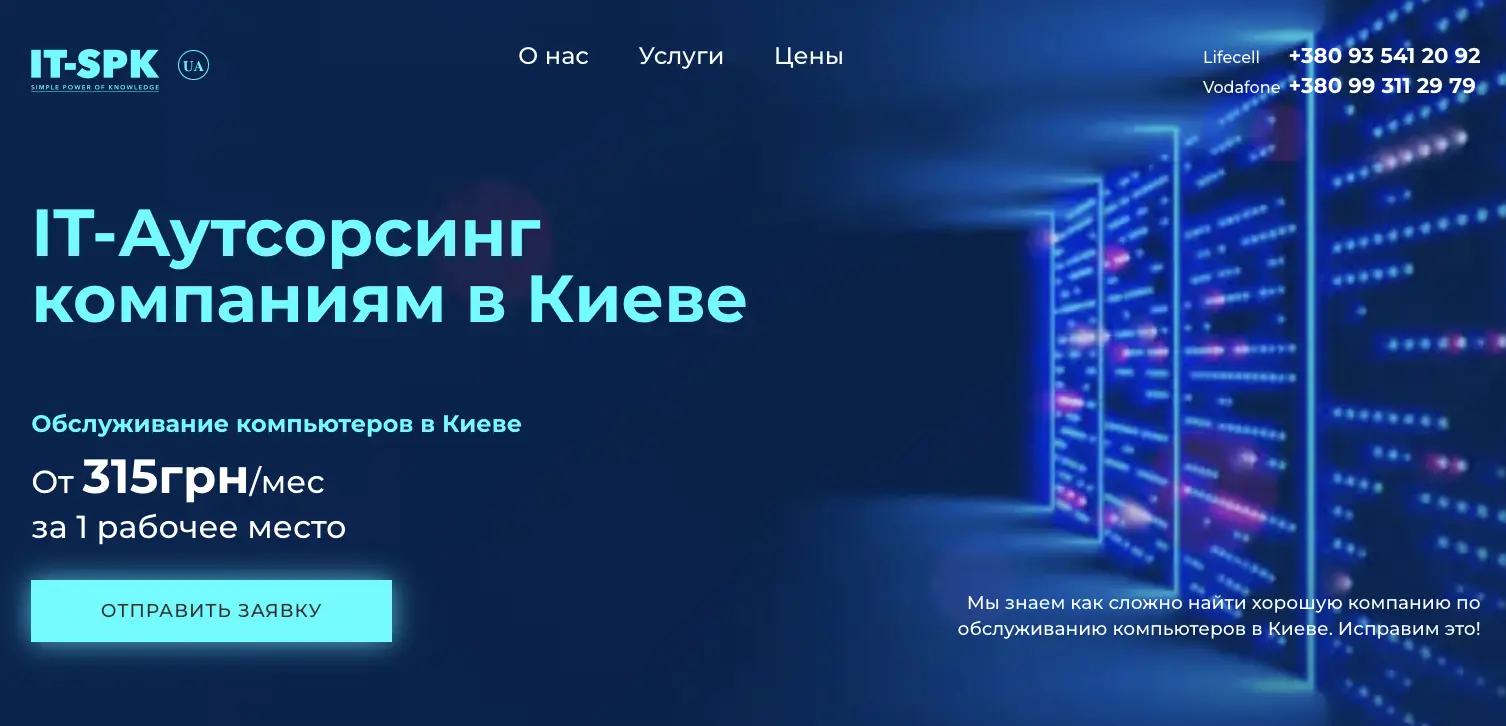 IT-SPK
SIMPLE POWER OF KNOWLEDGE
UA
О нас
Услуги
Цены
Lifecell +380 93 541 20 92
Vodafone +380 99 311 29 79
IT-Аутсорсинг
компаниям в Киеве
Обслуживание компьютеров в Киеве
От 315грн/мес
за 1 рабочее место
ОТПРАВИТЬ ЗАЯВКУ
Мы знаем как сложно найти хорошую компанию по
обслуживанию компьютеров в Киеве. Исправим это!